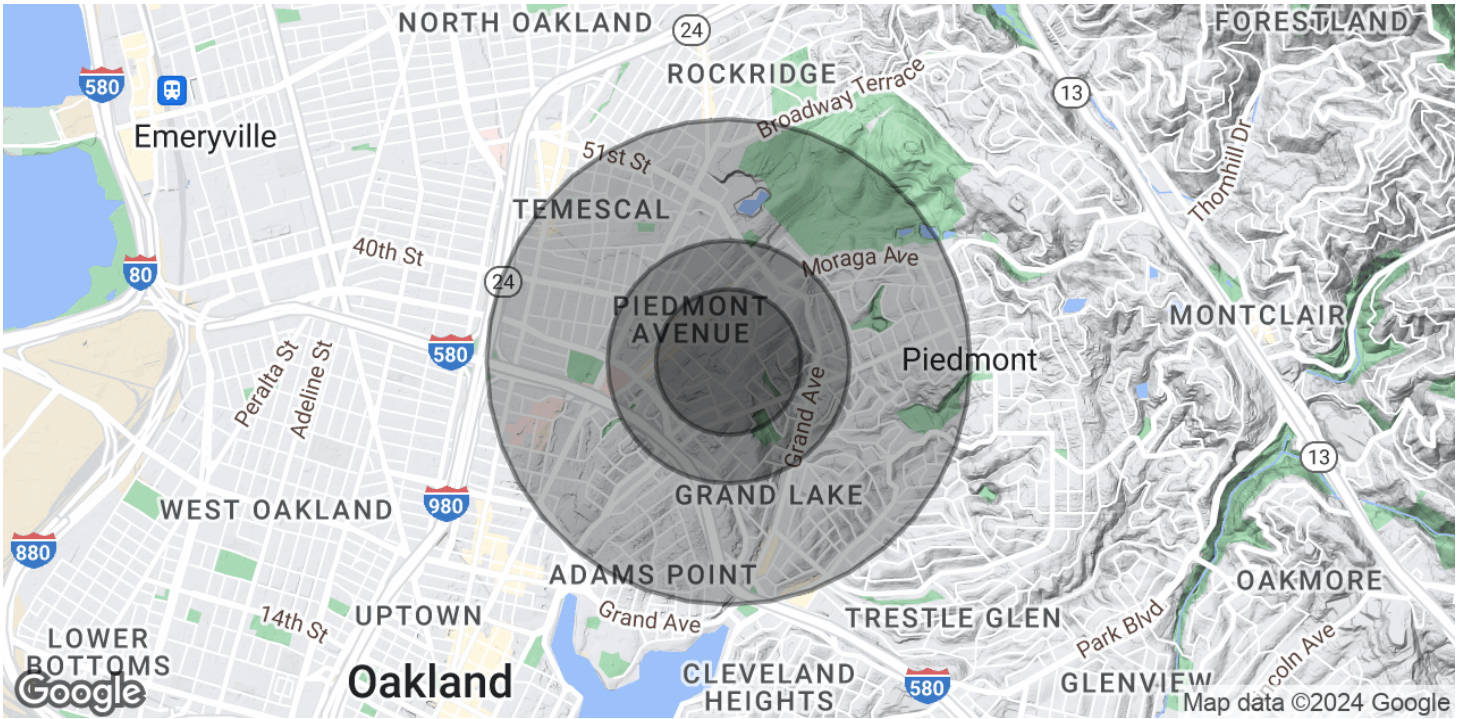 NORTH OAKLAND
24
FORESTLAND
ROCKRIDGE
580
13
Broadway Terrace
Emeryville
51st St
Thornhill Dr
TEMESCAL
40th St
80
24
Moraga Ave
PIEDMONT
AVENUE
MONTCLAIR
580
Piedmont
Peralta St
Adeline St
Grand Ave
13
GRAND LAKE
WEST OAKLAND
980
880
ADAMS POINT
OAKMORE
14th St
UPTOWN
Grand Ave
TRESTLE GLEN
Park Blvd
LOWER
BOTTOMS
coln Ave
Oakland
CLEVELAND
HEIGHTS
580
GLENVIEW
Google
Map data ©2024 Google